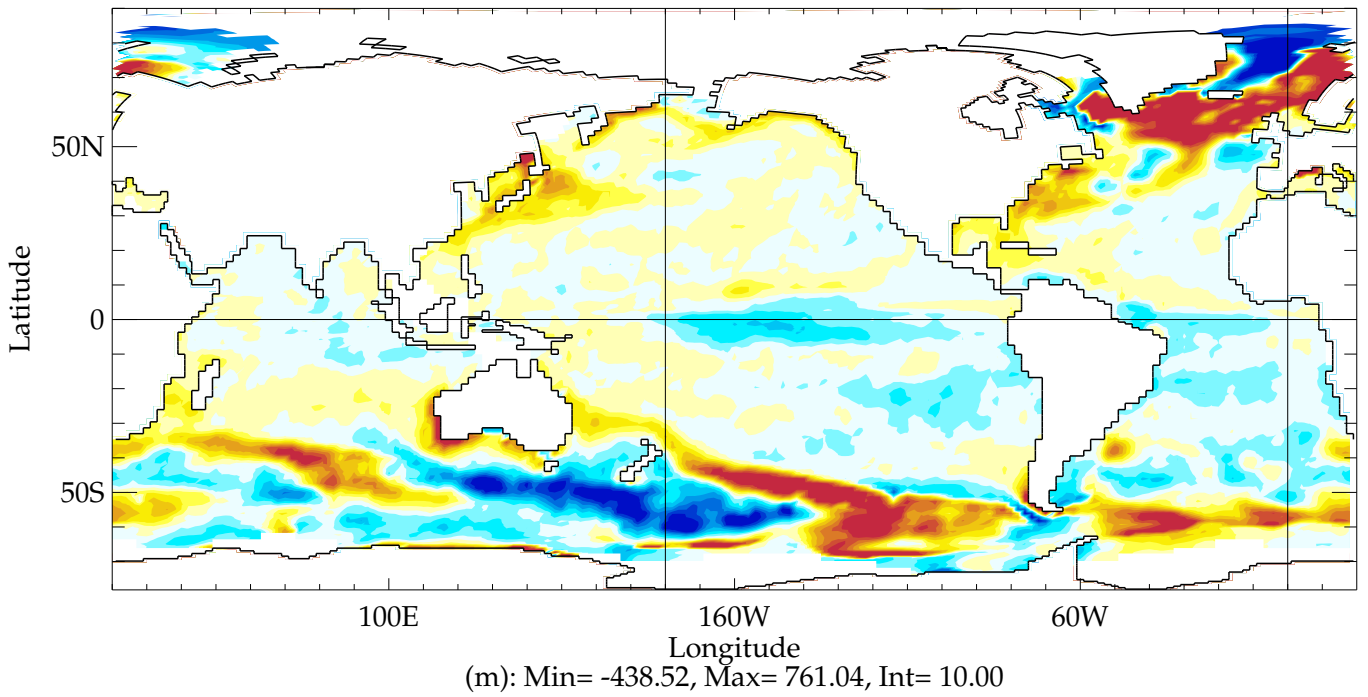 50N
0
50S
Latitude
100E
160W
60W
Longitude
(m): Min= -438.52, Max= 761.04, Int= 10.00